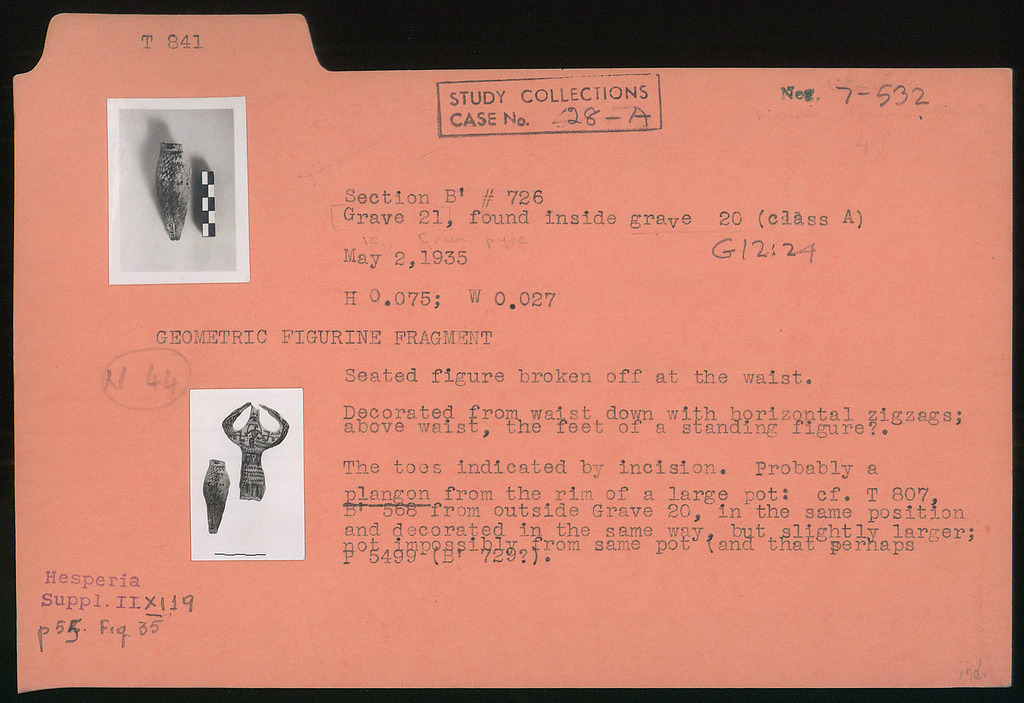 T 841
STUDY COLLECTIONS
CASE No. 28-A
Neg. 7-532
Section B' # 726
Grave 21, found inside grave 20 (class A)
G12:24
May 2,1935
H 0.075; W 0.027
GEOMETRIC FIGURINE FRAGMENT
N 44
Seated figure broken off at the waist.
Decorated from waist down with horizontal zigzags;
above waist, the feet of a standing figure?.
The toes indicated by incision. Probably a
plangon from the rim of a large pot: cf. T 807,
B' 568 from outside Grave 20, in the same position
and decorated in the same way, but slightly larger;
not impossibly from same pot (and that perhaps
P 5499 (B' 729?).
Hesperia
Suppl. II XI 19
p 55. Fig. 35
ind.